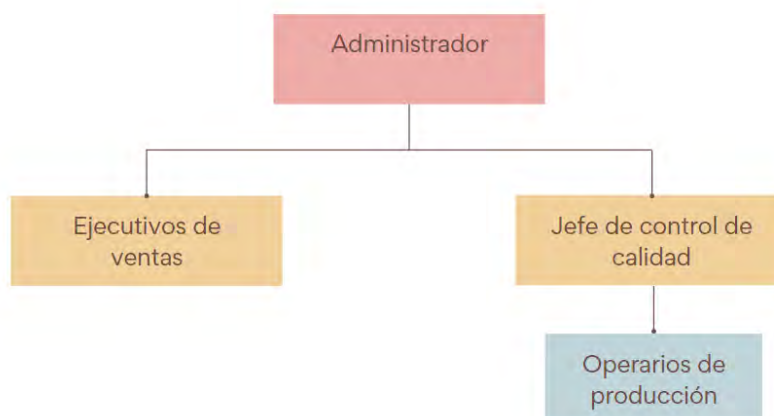 Administrador
Ejecutivos de
ventas
Jefe de control de
calidad
Operarios de
producción